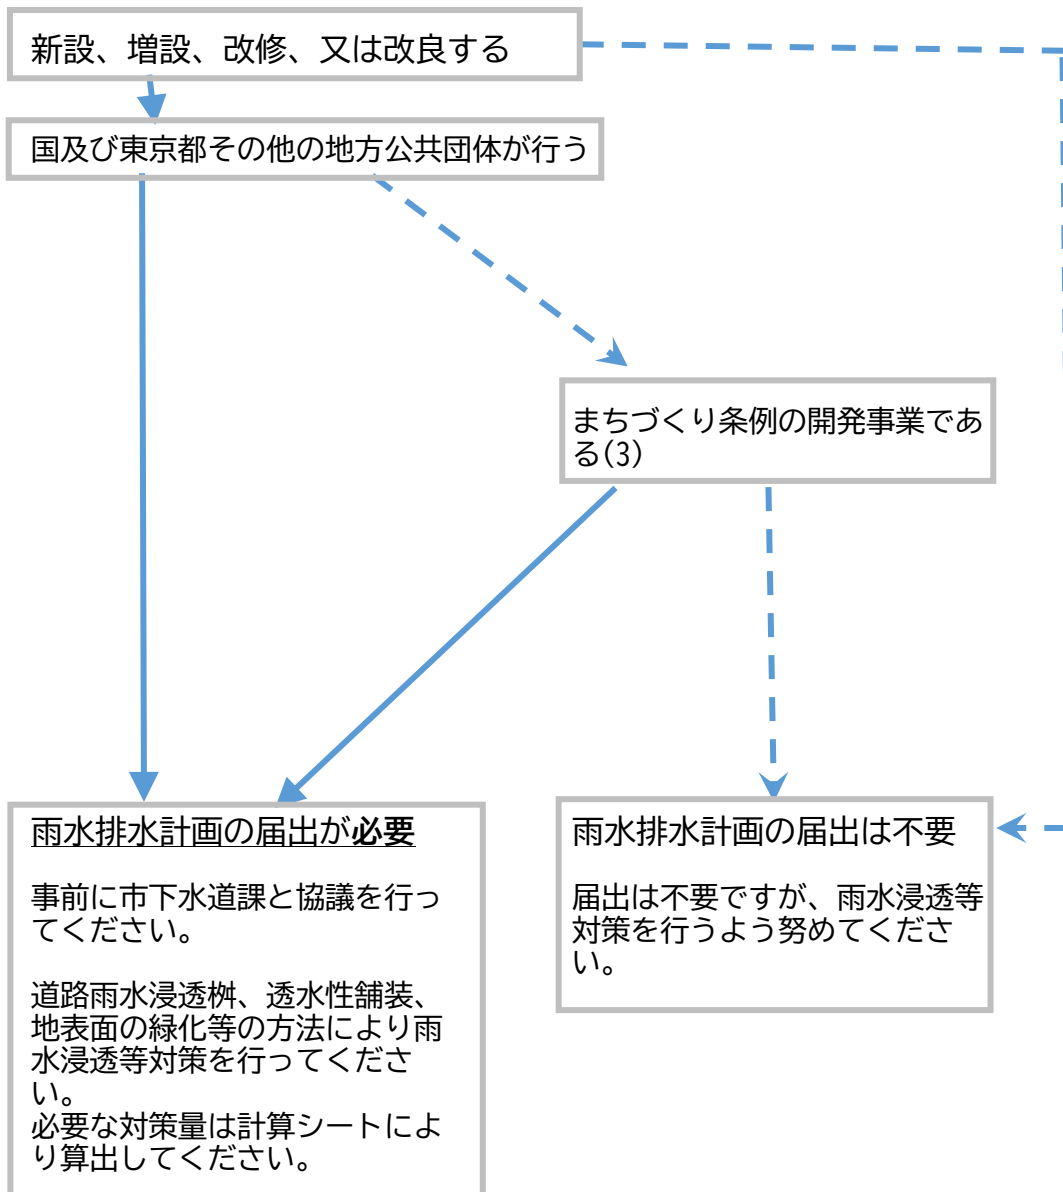 新設、増設、改修、又は改良する
国及び東京都その他の地方公共団体が行う
まちづくり条例の開発事業であ
る(3)
雨水排水計画の届出が必要
事前に市下水道課と協議を行っ
てください。
道路雨水浸透桝、透水性舗装、
地表面の緑化等の方法により雨
水浸透等対策を行ってくださ
い。
必要な対策量は計算シートによ
り算出してください。
雨水排水計画の届出は不要
届出は不要ですが、雨水浸透等
対策を行うよう努めてくださ
い。